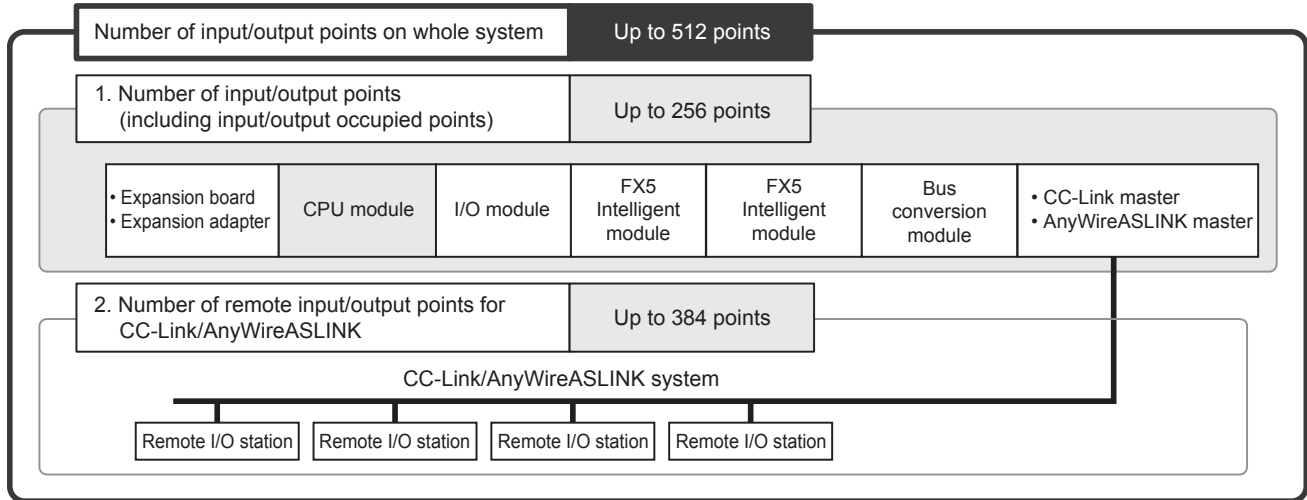 Number of input/output points on whole system
Up to 512 points
1. Number of input/output points
(including input/output occupied points)
Up to 256 points
• Expansion board
• Expansion adapter
CPU module
I/O module
FX5
Intelligent
module
FX5
Intelligent
module
Bus
conversion
module
• CC-Link master
• AnyWireASLINK master
2. Number of remote input/output points for
CC-Link/AnyWireASLINK
Up to 384 points
CC-Link/AnyWireASLINK system
Remote I/O station
Remote I/O station
Remote I/O station
Remote I/O station